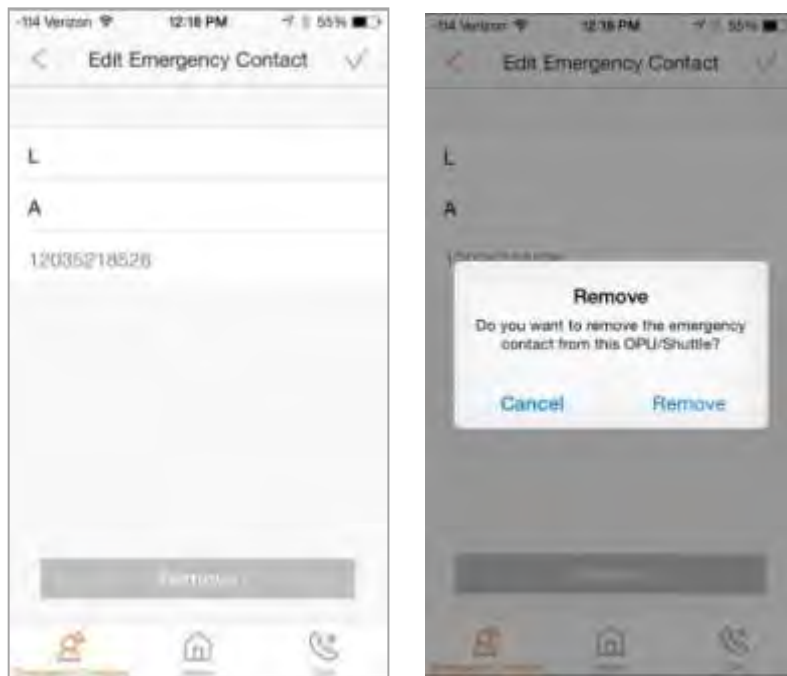 -114 Verizon 12:18 PM 55%
Edit Emergency Contact
L
A
12035218526
Remove
-114 Verizon 12:18 PM 55%
Edit Emergency Contact
L
A
Remove
Do you want to remove the emergency
contact from this OPU/Shuttle?
Cancel Remove